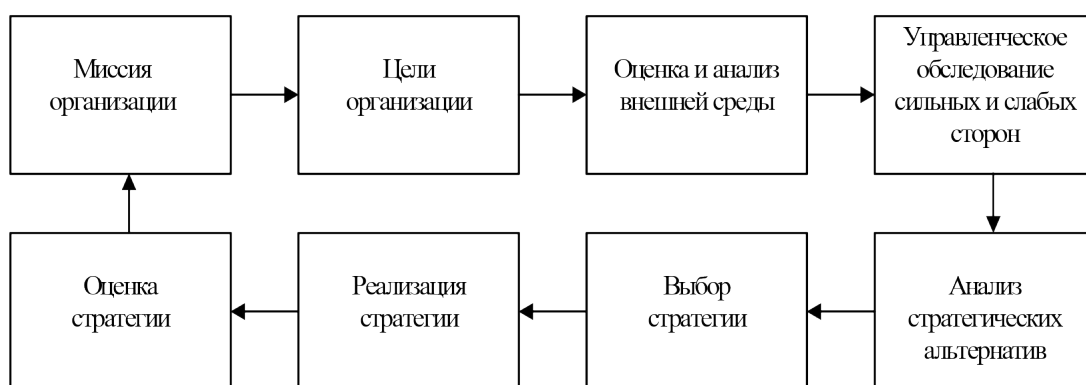 Миссия
организации
Цели
организации
Оценка и анализ
внешней среды
Управленческое
обследование
сильных и слабых
сторон
Оценка
стратегии
Реализация
стратегии
Выбор
стратегии
Анализ
стратегических
альтернатив